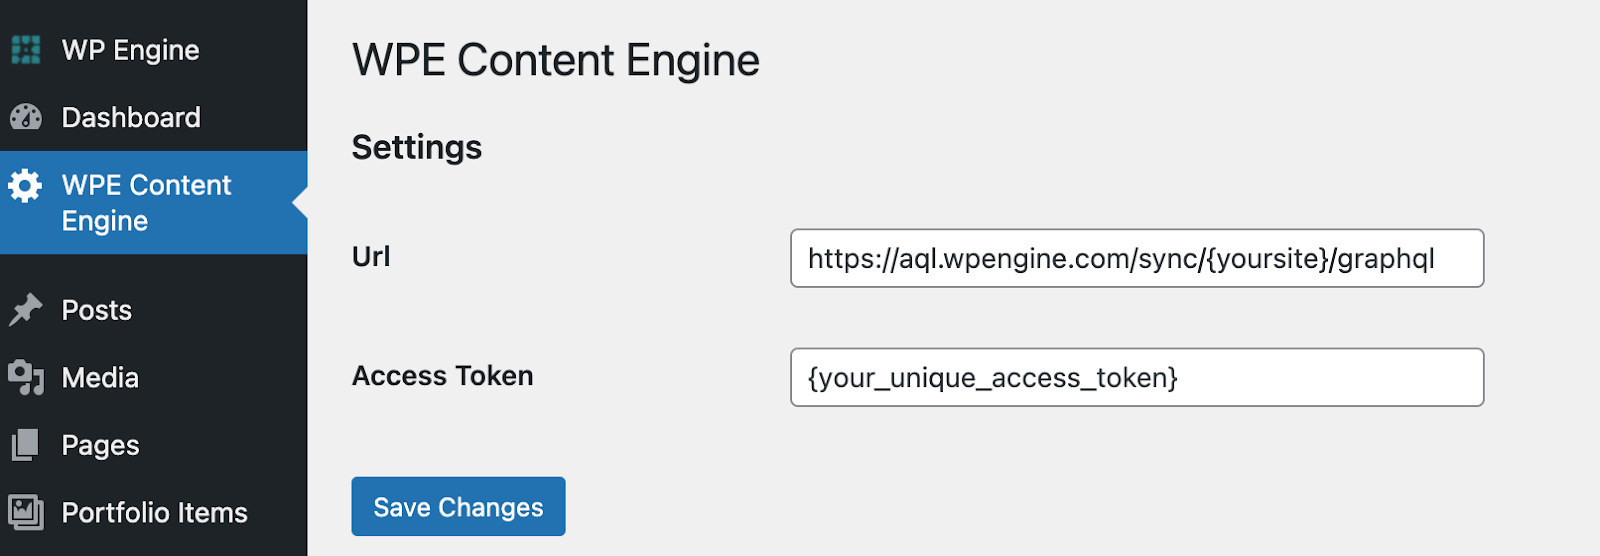 WP Engine
Dashboard
WPE Content
Engine
Posts
Media
Pages
Portfolio Items
WPE Content Engine
Settings
Url
https://aql.wpengine.com/sync/{yoursite}/graphql
Access Token
{your_unique_access_token}
Save Changes